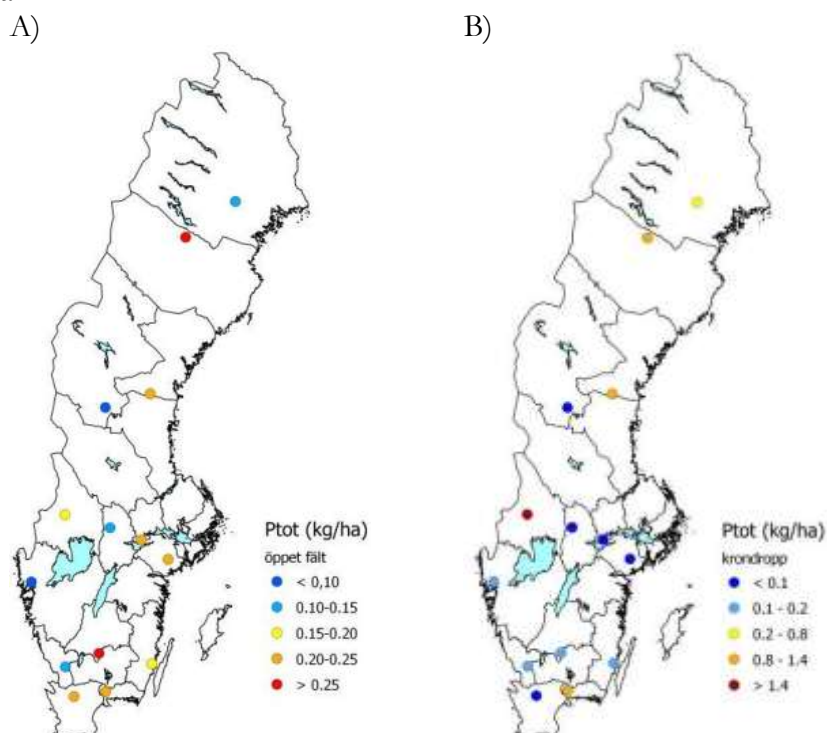 A)
B)
Ptot (kg/ha)
öppet fält
< 0,10
0.10-0.15
0.15-0.20
0.20-0.25
> 0.25
Ptot (kg/ha)
krondropp
< 0.1
0.1 - 0.2
0.2 - 0.8
0.8 - 1.4
> 1.4